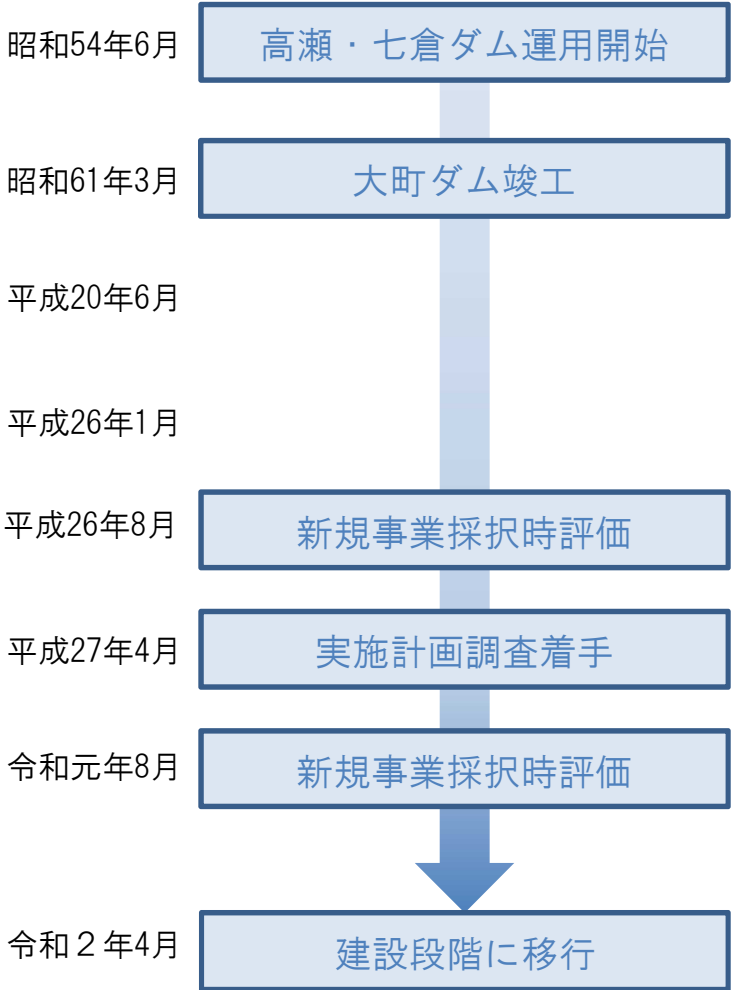 昭和54年6月
高瀬・七倉ダム運用開始
昭和61年3月
大町ダム竣工
平成20年6月
平成26年1月
平成26年8月
新規事業採択時評価
平成27年4月
実施計画調査着手
令和元年8月
新規事業採択時評価
令和２年4月
建設段階に移行